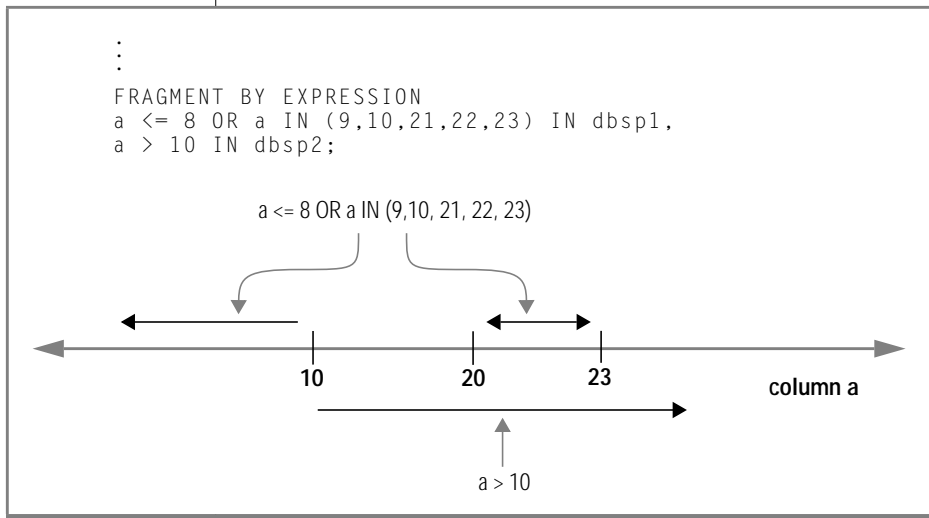 .
.
.
FRAGMENT BY EXPRESSION
a <= 8 OR a IN (9,10,21,22,23) IN dbsp1,
a > 10 IN dbsp2;
a <= 8 OR a IN (9,10, 21, 22, 23)
10 20 23
column a
a > 10